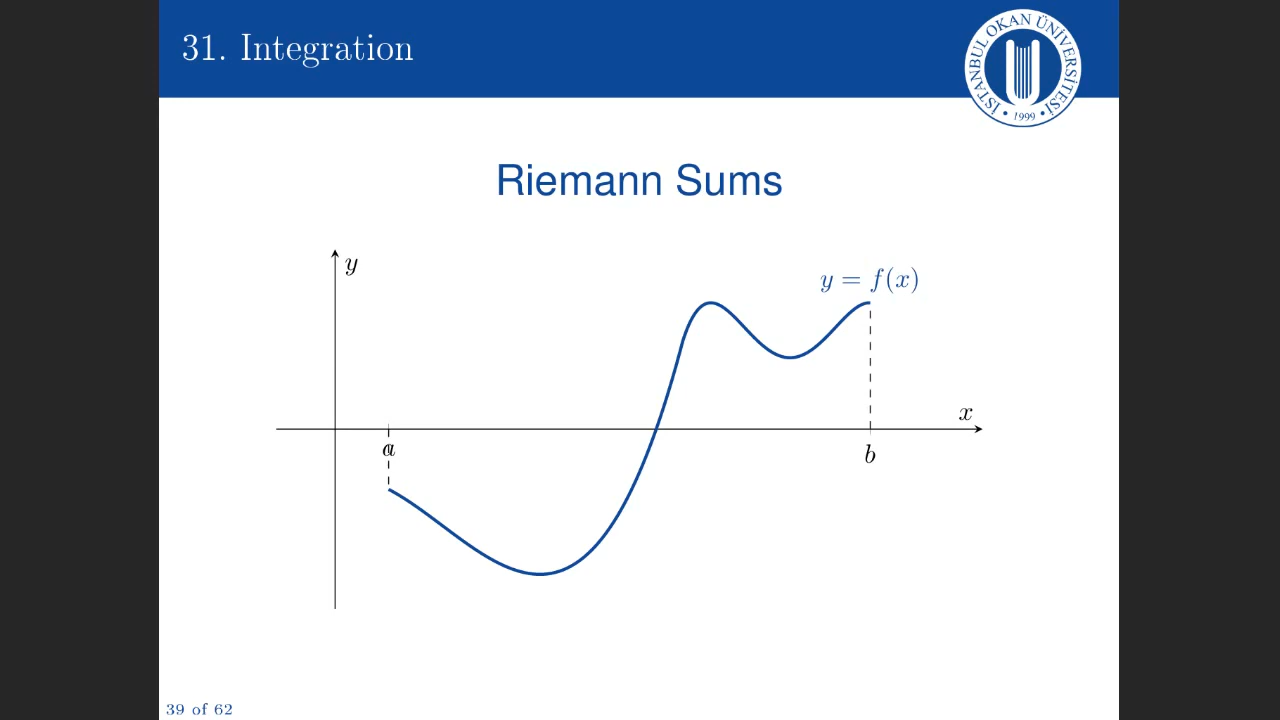 31. Integration
İSTANBUL OKAN ÜNİVERSİTESİ
• 1999 •
Riemann Sums
y
y = f(x)
x
a
b
39 of 62